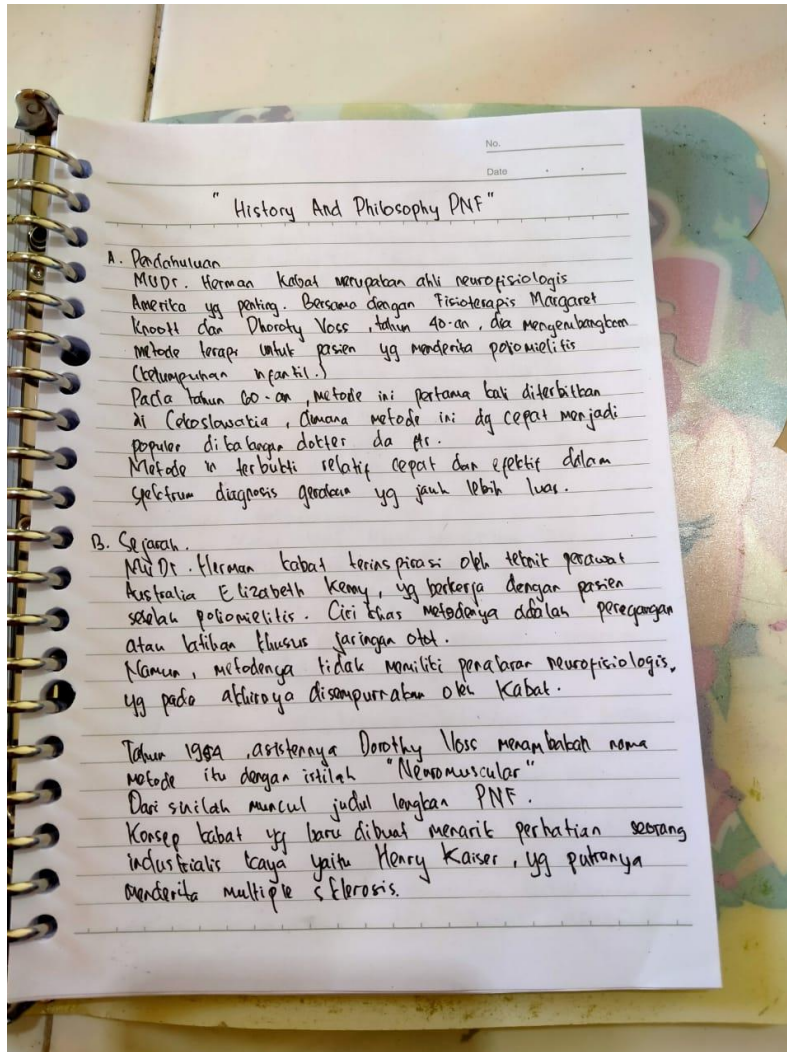 No.
Date
"History And Philosophy PNF"
A. Pendahuluan
MUDr. Herman Kabat merupakan ahli neurofisiologis
Amerika yg penting. Bersama dengan Fisioterapis Margaret
Knoott dan Dhoroty Voss, tahun 40-an, dia mengembangkan
metode terapi untuk pasien yg menderita poliomielitis
(kelumpuhan infantil.)
Pada tahun 60-an, metode ini pertama kali diterbitkan
di Cekoslowakia, dimana metode ini dg cepat menjadi
populer di kalangan dokter da
Metode in terbukti relatif cepat dan efektif dalam
spektrum diagnosis gerakan yg jauh lebih luas.
B. Sejarah.
MUDr. Herman Kabat terinspirasi oleh teknik perawat
Australia Elizabeth Kenny, yg berkerja dengan pasien
setelah poliomielitis. Ciri khas metodenya adalah peregangan
atau latihan khusus jaringan otot.
Namun, metodenya tidak memiliki penalaran neurofisiologis,
yg pada akhirnya disempurnakan oleh Kabat.
Tahun 1954, asistennya Dorothy Voss menambahkan nama
metode itu dengan istilah "Neuromuscular"
Dari sinilah muncul judul lengkap PNF.
Konsep kabat yg baru dibuat menarik perhatian seorang
industrialis kaya yaitu Henry Kaiser, yg putranya
menderita multiple sklerosis.